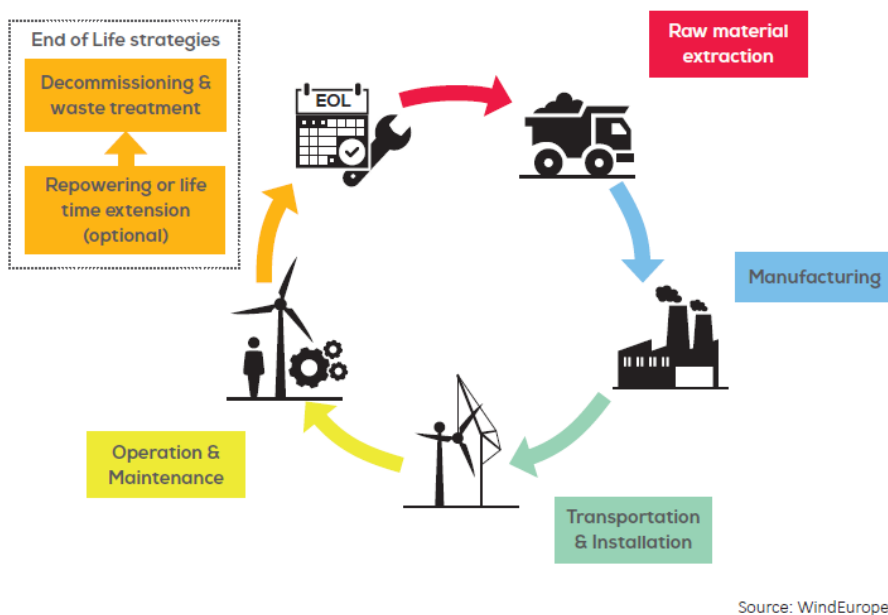 End of Life strategies
Decommissioning &
waste treatment
Repowering or life
time extension
(optional)
EOL
Raw material
extraction
Manufacturing
Operation &
Maintenance
Transportation
& Installation
Source: WindEurope